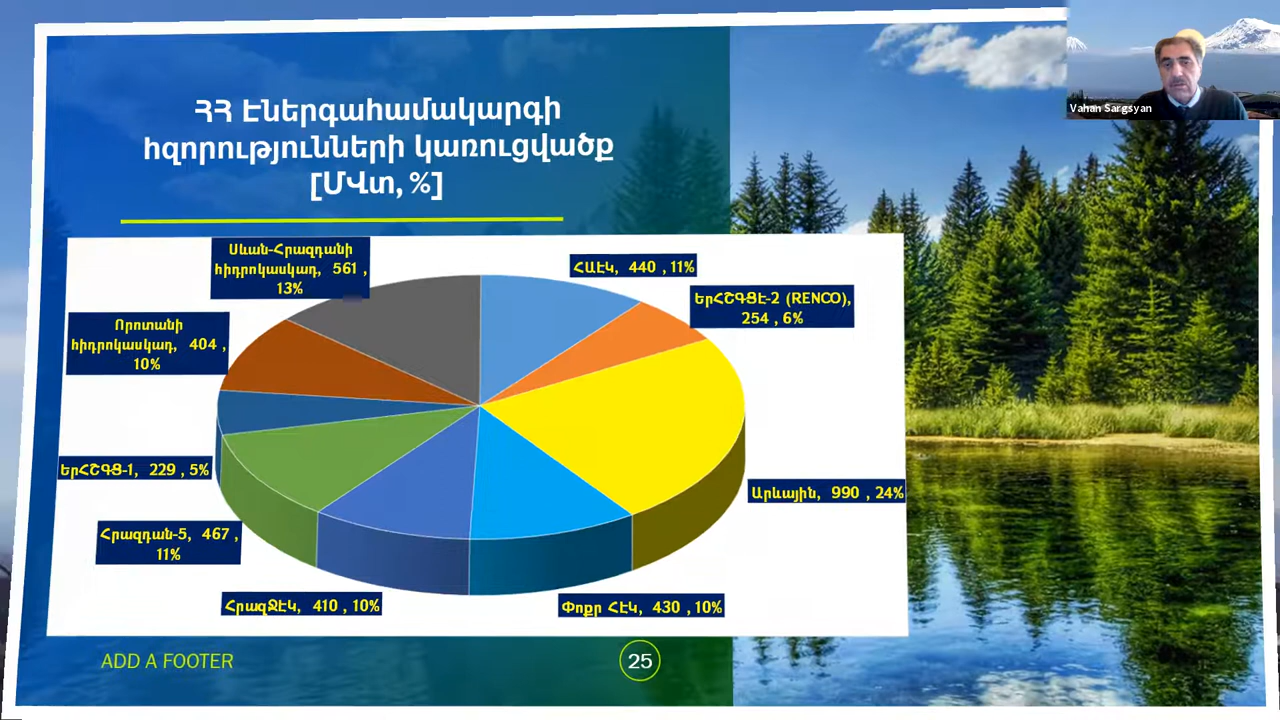 ՀՀ Էներգահամակարգի
հզորությունների կառուցվածք
[ՄՎտ, %]
Vahan Sargsyan
Սևան-Հրազդանի
հիդրոկասկադ, 561 ,
13%
ՀԱԷԿ, 440 , 11%
ԵրՀՇԳՑԷ-2 (RENCO),
254 , 6%
Որոտանի
հիդրոկասկադ, 404 ,
10%
ԵրՀՇԳՑ-1, 229 , 5%
Արևային, 990 , 24%
Հրազդան-5, 467 ,
11%
ՀրազՋԷԿ, 410 , 10%
Փոքր ՀԷԿ, 430 , 10%
ADD A FOOTER
25